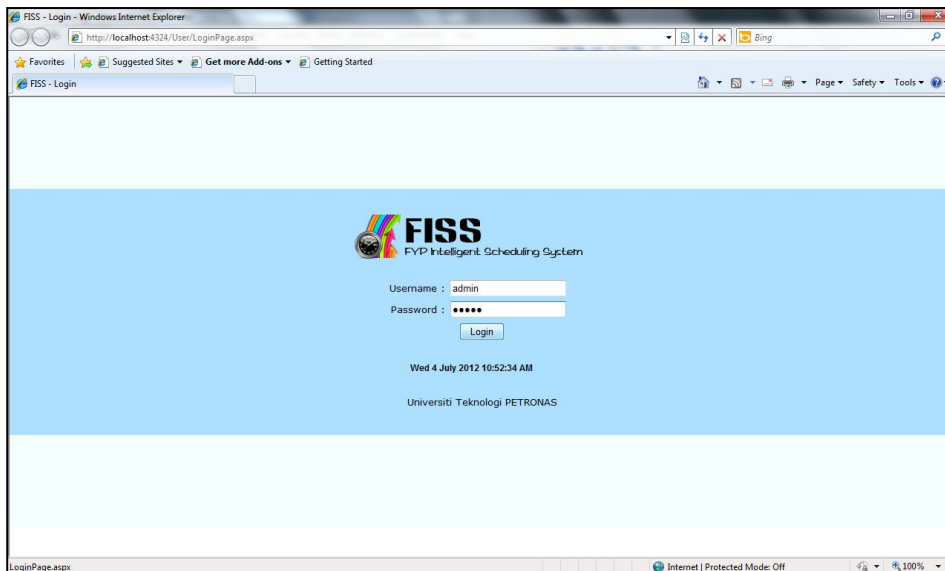 FISS - Login - Windows Internet Explorer
http://localhost:4324/User/LoginPage.aspx
Bing
Favorites Suggested Sites Get more Add-ons Getting Started
FISS - Login
Page Safety Tools
FISS
FYP Intelligent Scheduling System
Username : admin
Password : •••••
Login
Wed 4 July 2012 10:52:34 AM
Universiti Teknologi PETRONAS
LoginPage.aspx
Internet | Protected Mode: Off
100%